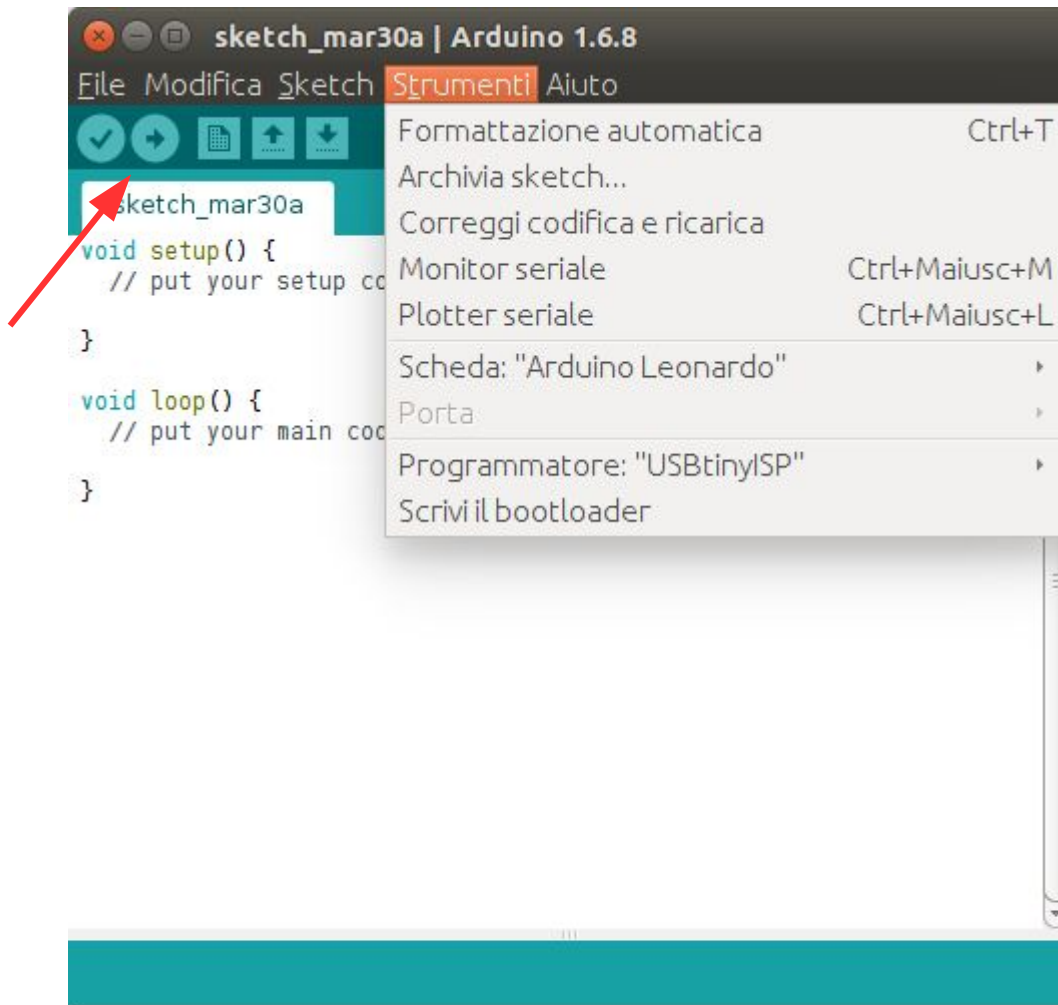 sketch_mar30a | Arduino 1.6.8
File Modifica Sketch Strumenti Aiuto
Formattazione automatica Ctrl+T
Archivia sketch...
Correggi codifica e ricarica
Monitor seriale Ctrl+Maiusc+M
Plotter seriale Ctrl+Maiusc+L
Scheda: "Arduino Leonardo"
Porta
Programmatore: "USBtinyISP"
Scrivi il bootloader
sketch_mar30a
void setup() {
// put your setup
}
void loop() {
// put your main
}